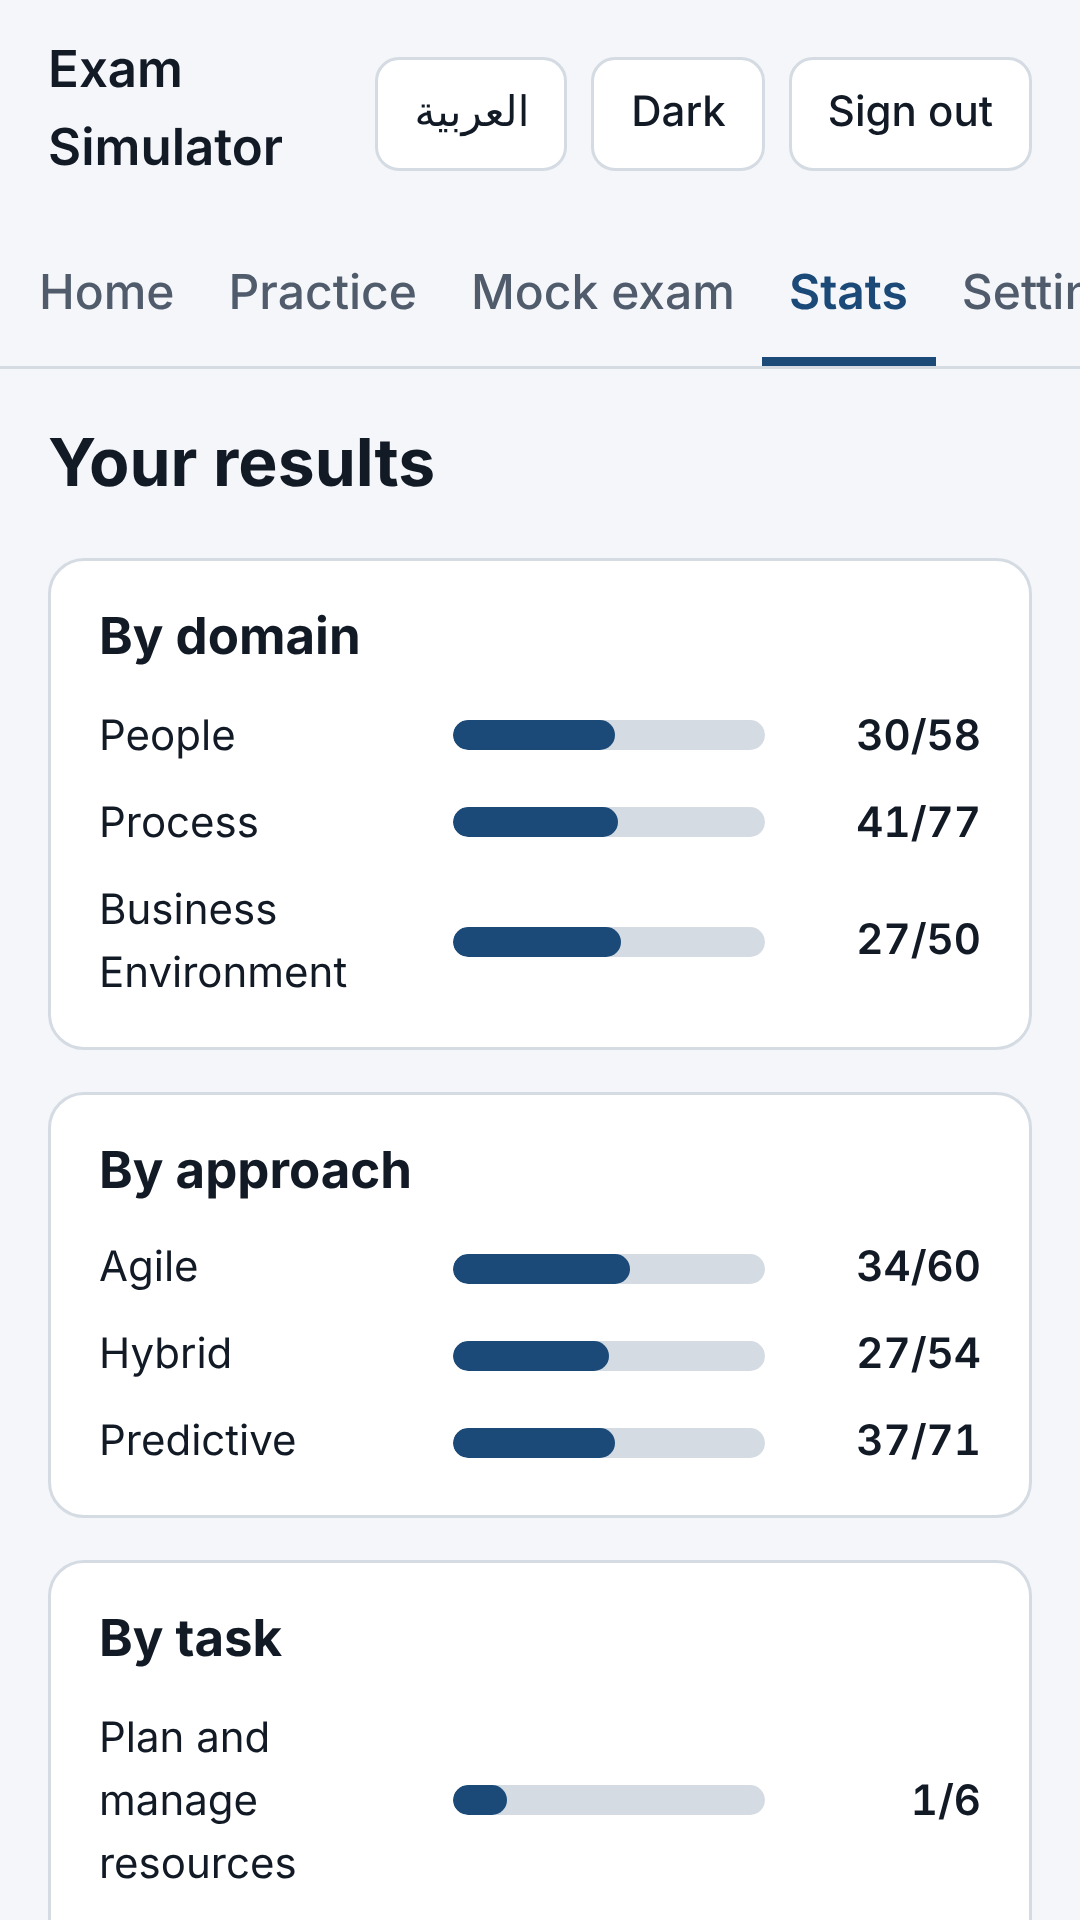 Exam
Simulator
العربية
Dark
Sign out
Home
Practice
Mock exam
Stats
Your results
By domain
People 30/58
Process 41/77
Business
Environment
27/50
By approach
Agile 34/60
Hybrid 27/54
Predictive 37/71
By task
Plan and
manage
resources
1/6